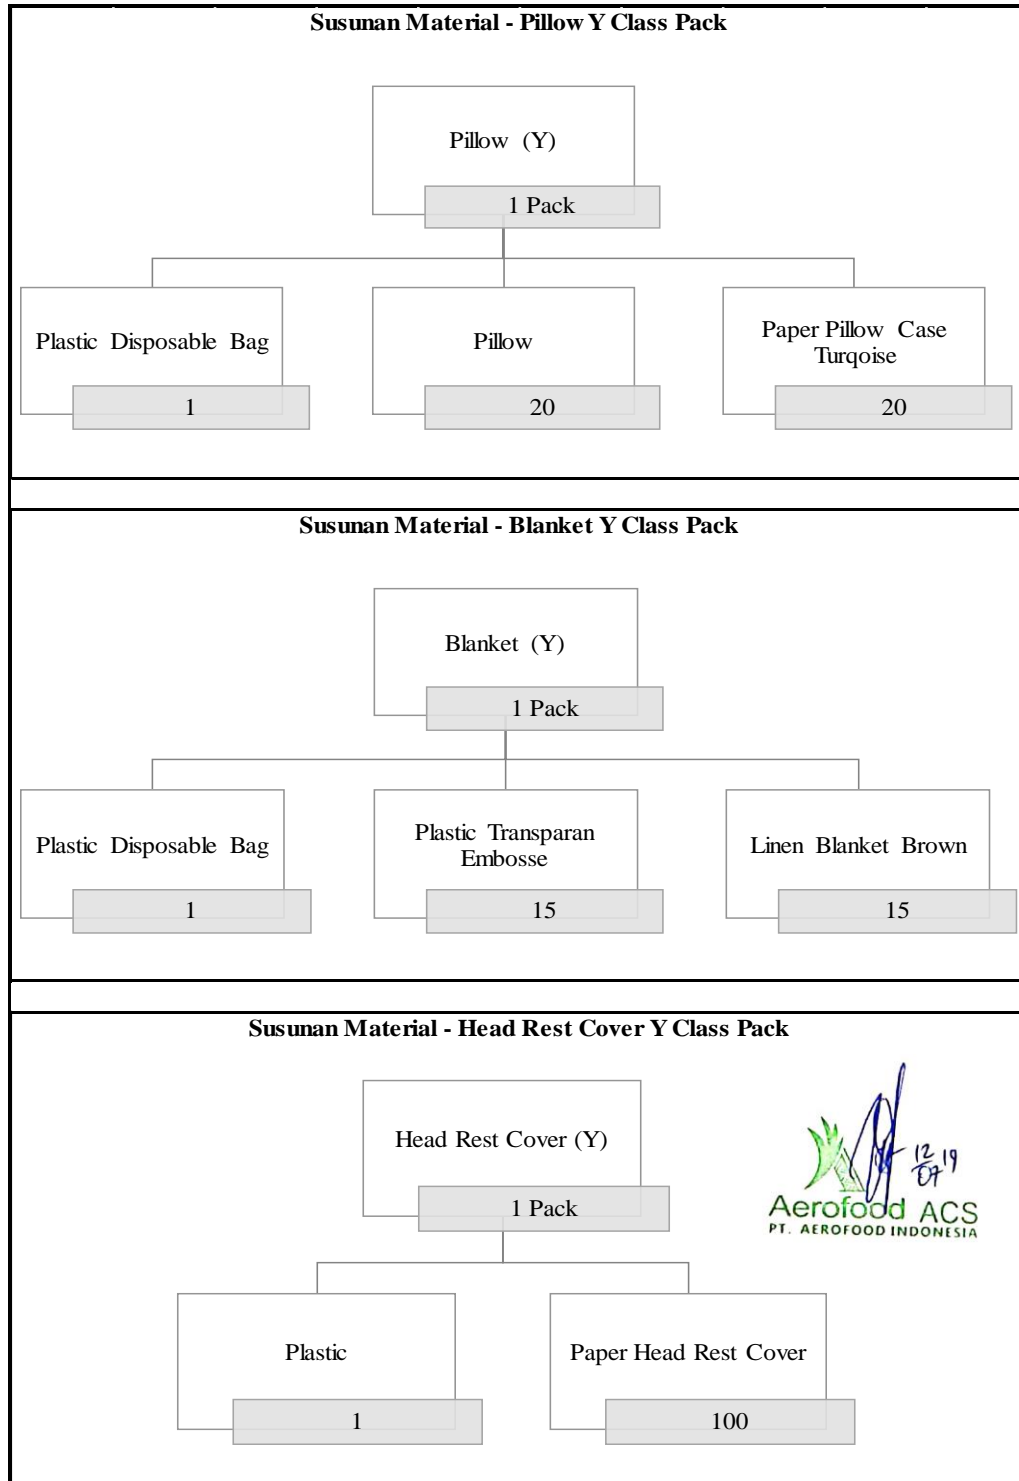 Susunan Material - Pillow Y Class Pack
Pillow (Y)
1 Pack
Plastic Disposable Bag
1
Pillow
20
Paper Pillow Case
Turqoise
20
Susunan Material - Blanket Y Class Pack
Blanket (Y)
1 Pack
Plastic Disposable Bag
1
Plastic Transparan
Embosse
15
Linen Blanket Brown
15
Susunan Material - Head Rest Cover Y Class Pack
Head Rest Cover (Y)
1 Pack
12/07 19
Aerofood ACS
PT. AEROFOOD INDONESIA
Plastic
1
Paper Head Rest Cover
100